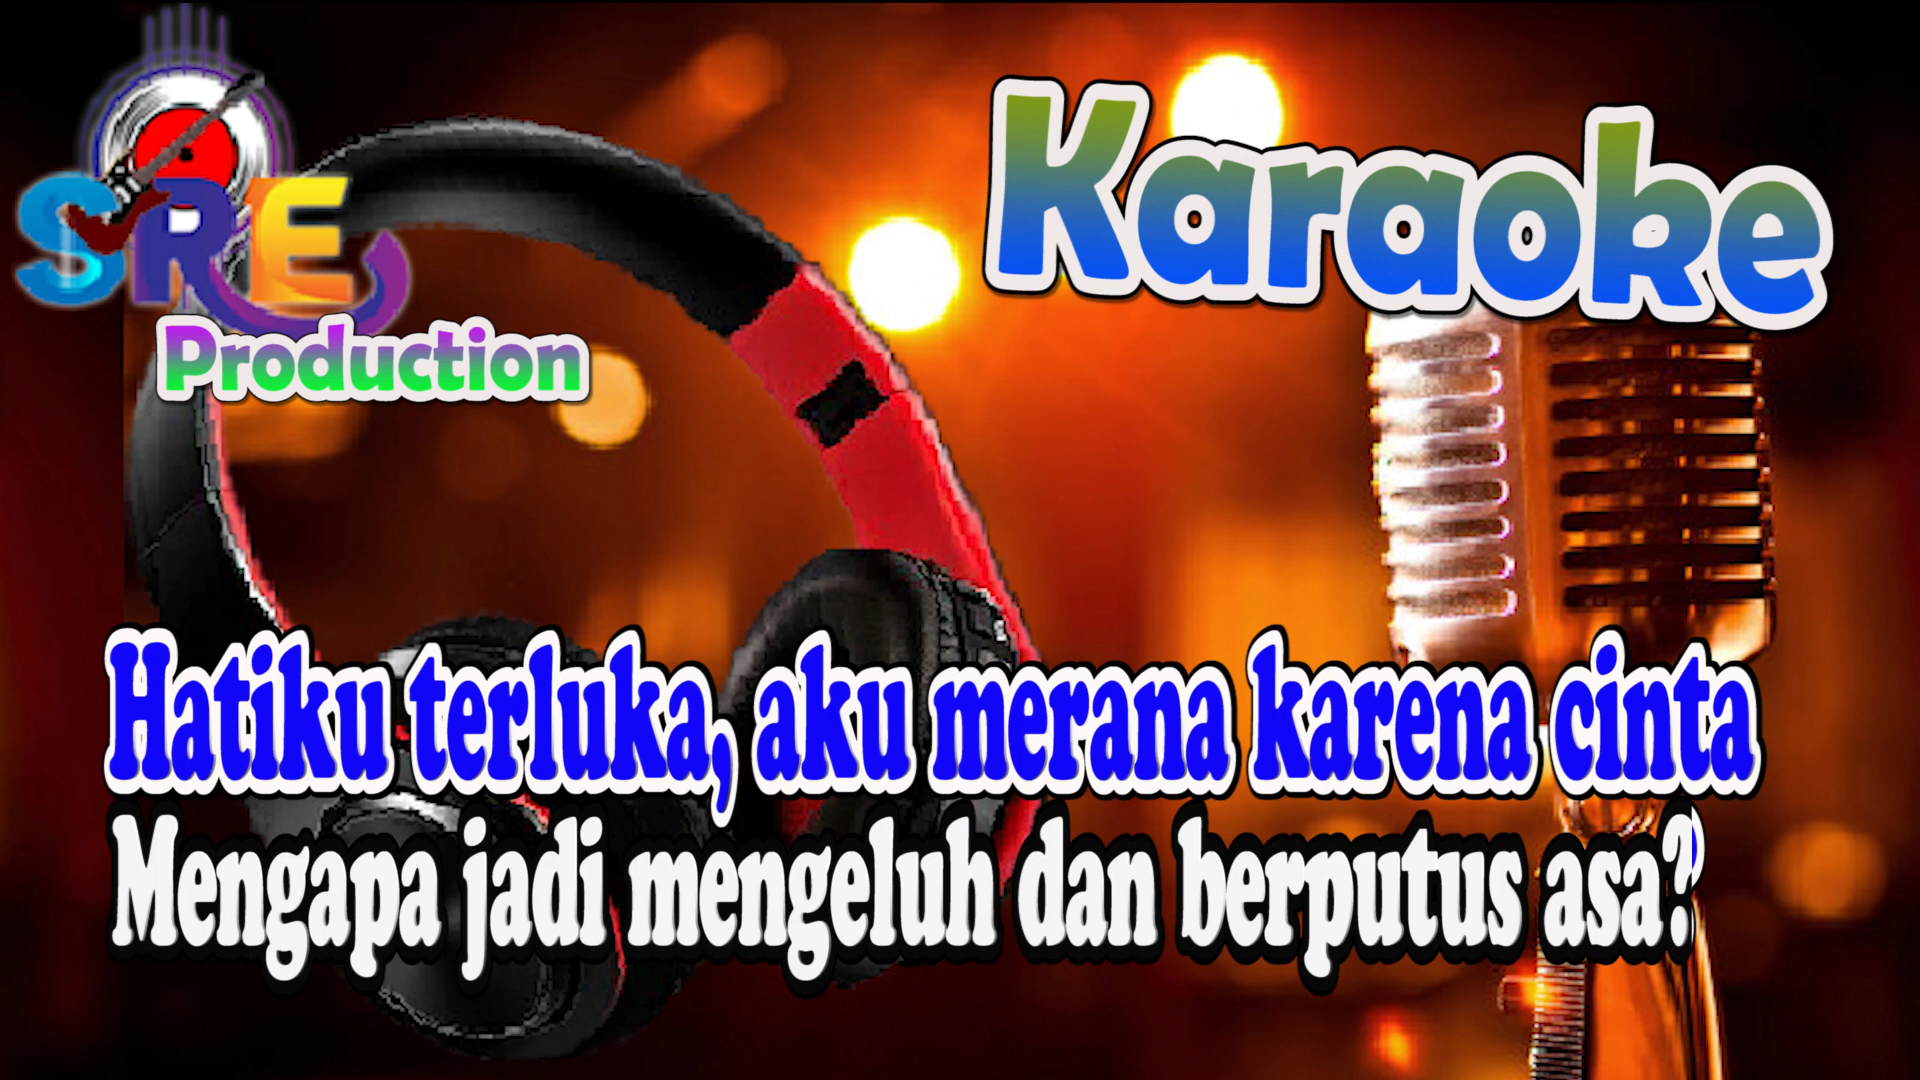 SRE
Production
Karaoke
Hatiku terluka, aku merana karena cinta
Mengapa jadi mengeluh dan berputus asa?